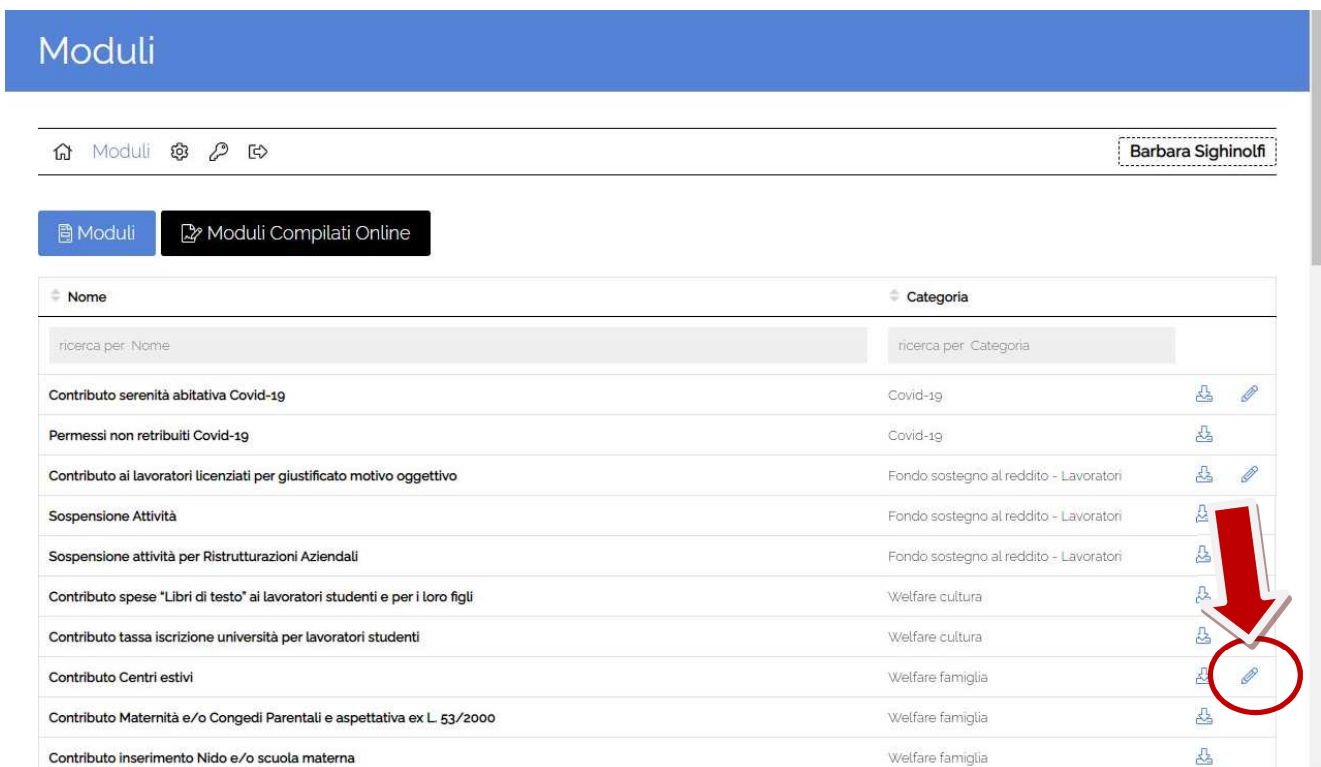 Moduli
Moduli
Barbara Sighinolfi
Moduli
Moduli Compilati Online
Nome Categoria
ricerca per Nome ricerca per Categoria
Contributo serenità abitativa Covid-19 Covid-19
Permessi non retribuiti Covid-19 Covid-19
Contributo ai lavoratori licenziati per giustificato motivo oggettivo Fondo sostegno al reddito - Lavoratori
Sospensione Attività Fondo sostegno al reddito - Lavoratori
Sospensione attività per Ristrutturazioni Aziendali Fondo sostegno al reddito - Lavoratori
Contributo spese "Libri di testo" ai lavoratori studenti e per i loro figli Welfare cultura
Contributo tassa iscrizione università per lavoratori studenti Welfare cultura
Contributo Centri estivi Welfare famiglia
Contributo Maternità e/o Congedi Parentali e aspettativa ex L. 53/2000 Welfare famiglia
Contributo inserimento Nido e/o scuola materna Welfare famiglia